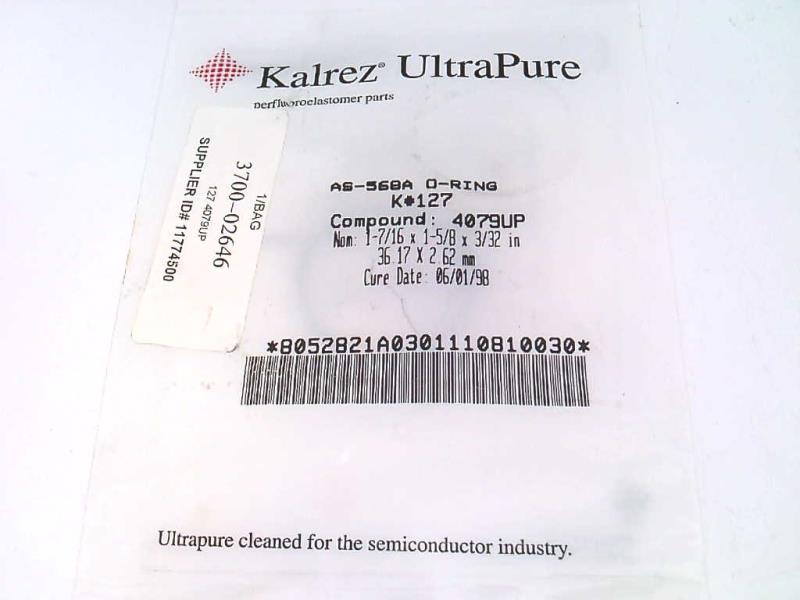 Kalrez® UltraPure
perfluoroelastomer parts
1/BAG
3700-02646
127 4079UP
SUPPLIER ID# 11774500
AS-568A O-RING
K#127
Compound: 4079UP
Nom: 1-7/16 x 1-5/8 x 3/32 in
36.17 X 2.62 mm
Cure Date: 06/01/98
*8052821A0301110810030*
Ultrapure cleaned for the semiconductor industry.